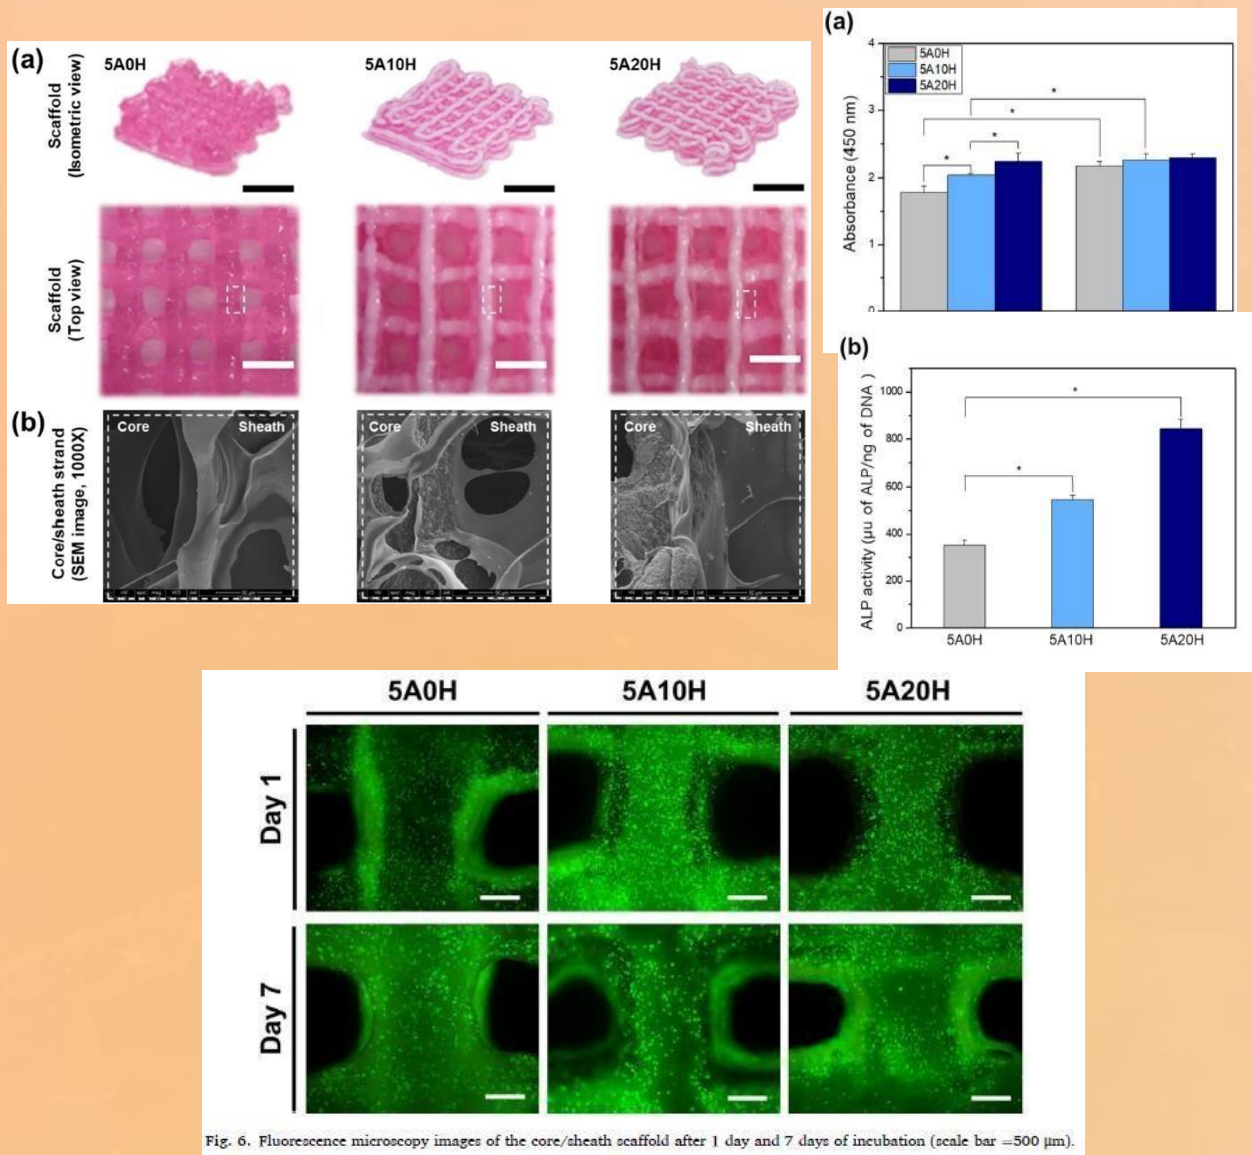 (a)
Scaffold
(Isometric view)
5A0H
5A10H
5A20H
Scaffold
(Top view)
(b)
Core/sheath strand
(SEM image, 1000X)
Core
Sheath
Core
Sheath
Core
Sheath
(a)
Absorbance (450 nm)
4
3
2
1
0
5A0H
5A10H
5A20H
*
*
*
*
(b)
ALP activity (μu of ALP/ng of DNA )
1000
800
600
400
200
0
*
*
5A0H
5A10H
5A20H
5A0H
5A10H
5A20H
Day 1
Day 7
Fig. 6. Fluorescence microscopy images of the core/sheath scaffold after 1 day and 7 days of incubation (scale bar =500 μm).